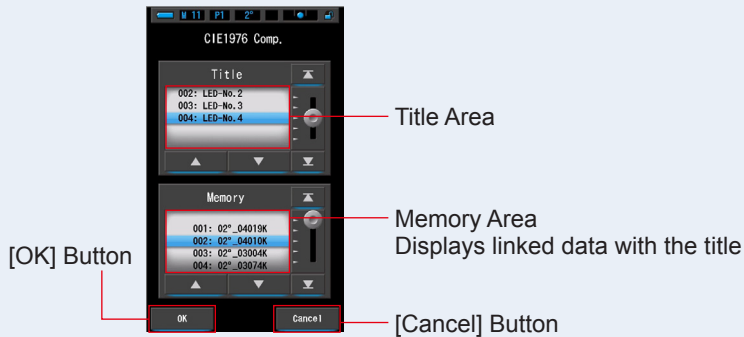 M 11 P1 2°
CIE1976 Comp.
Title
002: LED-No.2
003: LED-No.3
004: LED-No.4
Title Area
Memory
001: 02°_04019K
002: 02°_04010K
003: 02°_03004K
004: 02°_03074K
Memory Area
Displays linked data with the title
[OK] Button
OK
Cancel
[Cancel] Button